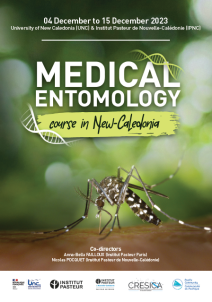 04 December to 15 December 2023
University of New Caledonia (UNC) & Institut Pasteur de Nouvelle-Calédonie (IPNC)
MEDICAL
ENTOMOLOGY
course in New-Caledonia
Co-directors
Anna-Bella FAILLOUX (Institut Pasteur-Paris)
Nicolas POCQUET (Institut Pasteur de Nouvelle-Calédonie)
INSTITUT
PASTEUR
INSTITUT PASTEUR
CRESICA